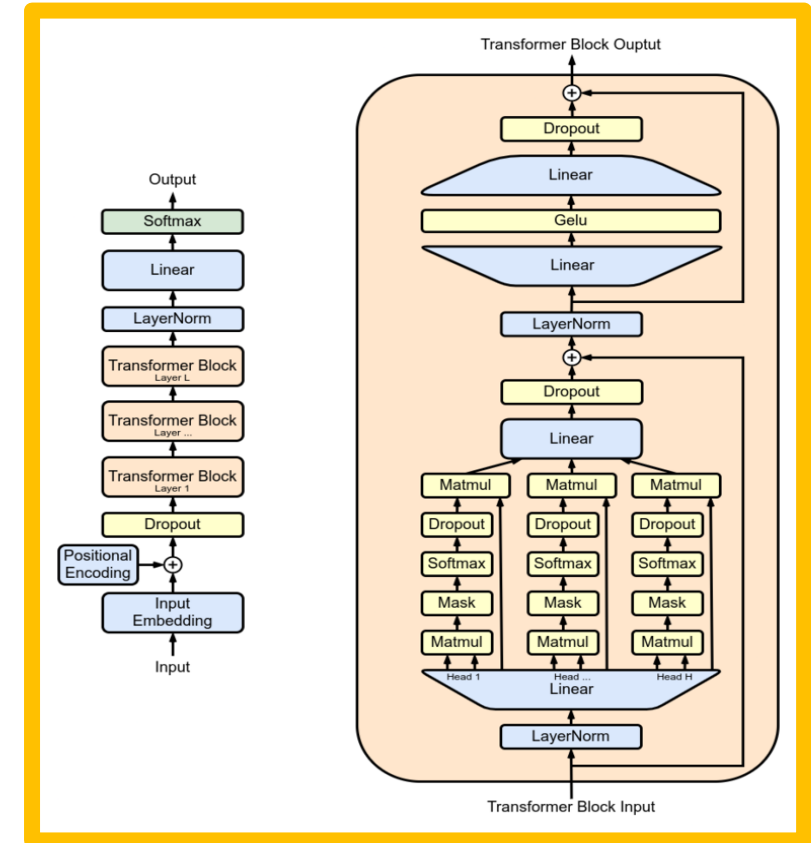 Output
Softmax
Linear
LayerNorm
Transformer Block
Layer L
Transformer Block
Layer ...
Transformer Block
Layer 1
Dropout
Positional
Encoding
+
Input
Embedding
Input
Transformer Block Ouptut
+
Dropout
Linear
Gelu
Linear
LayerNorm
+
Dropout
Linear
Matmul Matmul Matmul
Dropout Dropout Dropout
Softmax Softmax Softmax
Mask Mask Mask
Matmul Matmul Matmul
Head 1 Head ... Head H
Linear
LayerNorm
Transformer Block Input